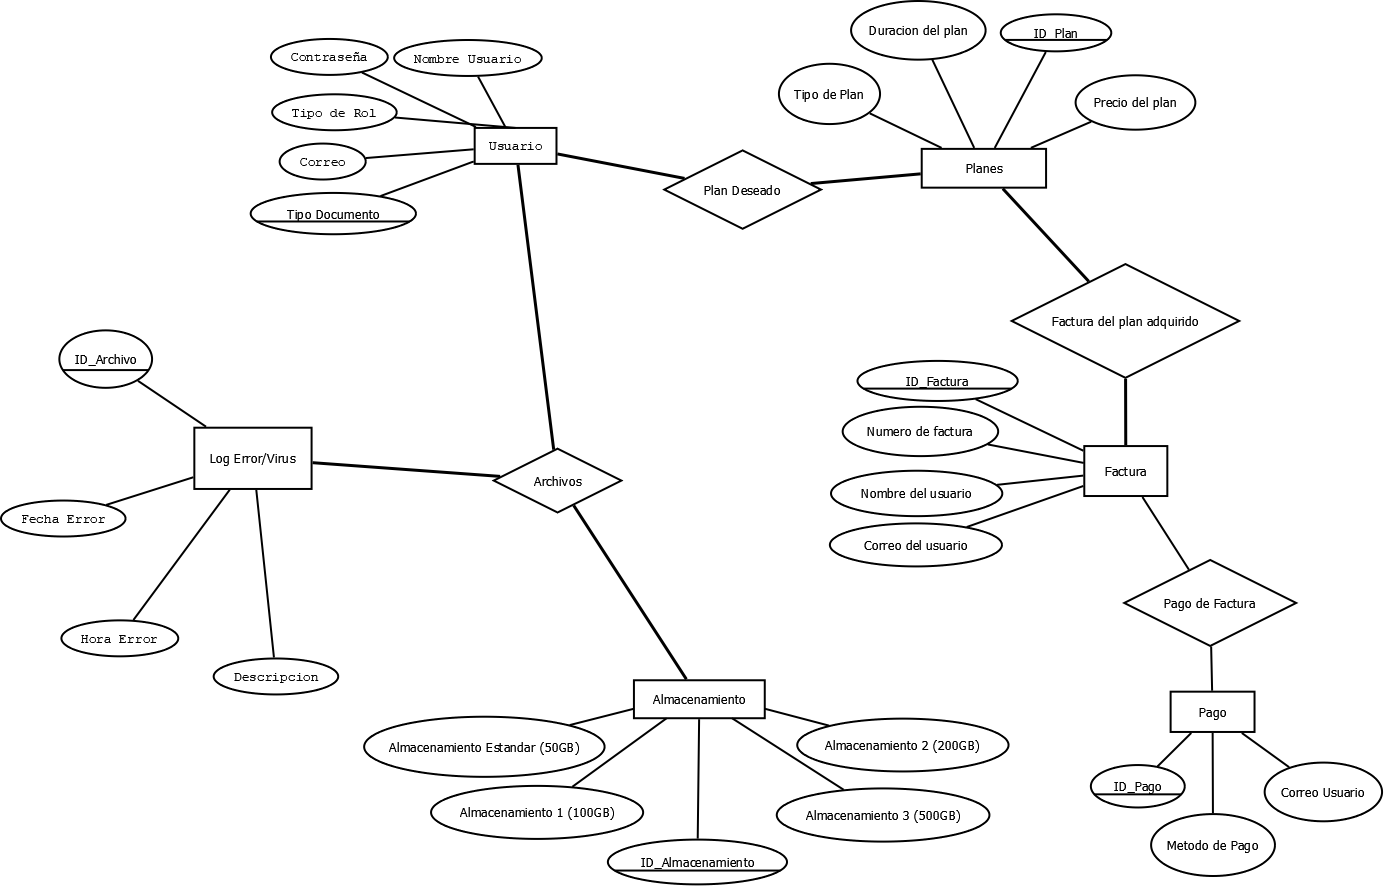 Duracion del plan
ID_Plan
Contraseña
Nombre Usuario
Tipo de Plan
Precio del plan
Tipo de Rol
Usuario
Correo
Planes
Plan Deseado
Tipo Documento
Factura del plan adquirido
ID_Archivo
ID_Factura
Numero de factura
Log Error/Virus
Factura
Archivos
Nombre del usuario
Fecha Error
Correo del usuario
Pago de Factura
Hora Error
Descripcion
Almacenamiento
Pago
Almacenamiento Estandar (50GB)
Almacenamiento 2 (200GB)
ID_Pago
Correo Usuario
Almacenamiento 1 (100GB)
Almacenamiento 3 (500GB)
Metodo de Pago
ID_Almacenamiento